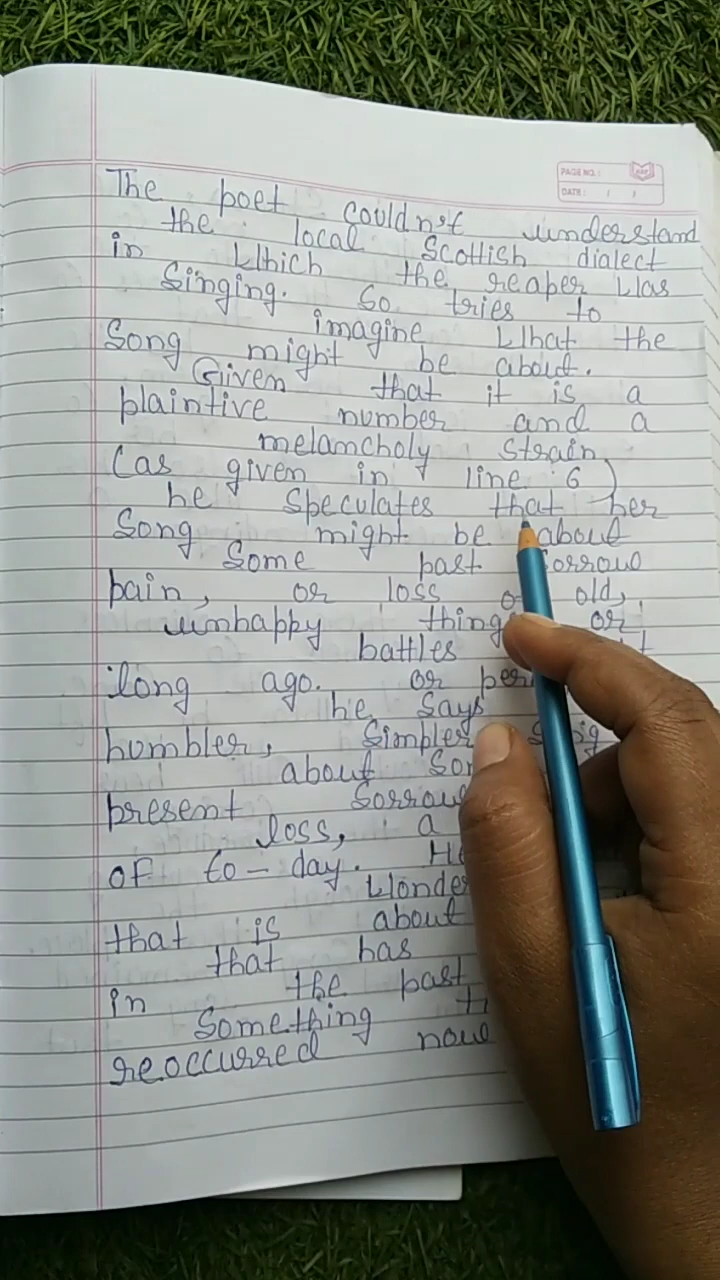 PAGE NO.:
DATE: / /
The poet couldn't understand
the local Scottish dialect
in which the reaper was
singing. So tries to
imagine what the
song might be about.
Given that it is a
plaintive number and a
melancholy strain
(as given in line 6)
he speculates that her
song might be about
some past sorrow
pain, or loss old,
unhappy or
battles
long ago. or
he says
humbler, simpler
about
present sorrow
loss, a
of to-day. He
that is about
that has
in the past
something
reoccurred now